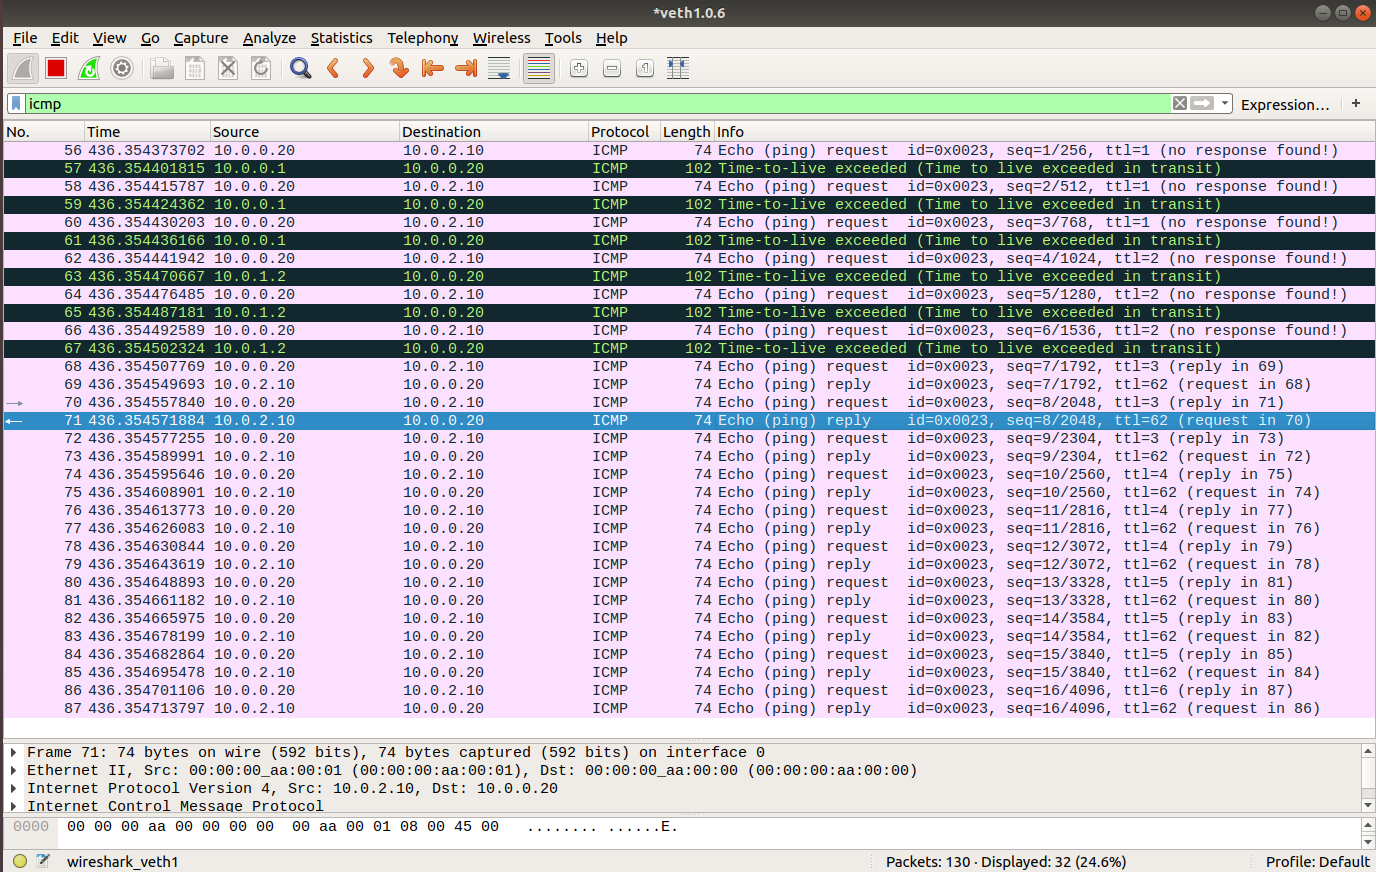 *veth1.0.6
File Edit View Go Capture Analyze Statistics Telephony Wireless Tools Help
icmp Expression… +
No. Time Source Destination Protocol Length Info
56 436.354373702 10.0.0.20 10.0.2.10 ICMP 74 Echo (ping) request id=0x0023, seq=1/256, ttl=1 (no response found!)
57 436.354401815 10.0.0.1 10.0.0.20 ICMP 102 Time-to-live exceeded (Time to live exceeded in transit)
58 436.354415787 10.0.0.20 10.0.2.10 ICMP 74 Echo (ping) request id=0x0023, seq=2/512, ttl=1 (no response found!)
59 436.354424362 10.0.0.1 10.0.0.20 ICMP 102 Time-to-live exceeded (Time to live exceeded in transit)
60 436.354430203 10.0.0.20 10.0.2.10 ICMP 74 Echo (ping) request id=0x0023, seq=3/768, ttl=1 (no response found!)
61 436.354436166 10.0.0.1 10.0.0.20 ICMP 102 Time-to-live exceeded (Time to live exceeded in transit)
62 436.354441942 10.0.0.20 10.0.2.10 ICMP 74 Echo (ping) request id=0x0023, seq=4/1024, ttl=2 (no response found!)
63 436.354470667 10.0.1.2 10.0.0.20 ICMP 102 Time-to-live exceeded (Time to live exceeded in transit)
64 436.354476485 10.0.0.20 10.0.2.10 ICMP 74 Echo (ping) request id=0x0023, seq=5/1280, ttl=2 (no response found!)
65 436.354487181 10.0.1.2 10.0.0.20 ICMP 102 Time-to-live exceeded (Time to live exceeded in transit)
66 436.354492589 10.0.0.20 10.0.2.10 ICMP 74 Echo (ping) request id=0x0023, seq=6/1536, ttl=2 (no response found!)
67 436.354502324 10.0.1.2 10.0.0.20 ICMP 102 Time-to-live exceeded (Time to live exceeded in transit)
68 436.354507769 10.0.0.20 10.0.2.10 ICMP 74 Echo (ping) request id=0x0023, seq=7/1792, ttl=3 (reply in 69)
69 436.354549693 10.0.2.10 10.0.0.20 ICMP 74 Echo (ping) reply id=0x0023, seq=7/1792, ttl=62 (request in 68)
70 436.354557840 10.0.0.20 10.0.2.10 ICMP 74 Echo (ping) request id=0x0023, seq=8/2048, ttl=3 (reply in 71)
71 436.354571884 10.0.2.10 10.0.0.20 ICMP 74 Echo (ping) reply id=0x0023, seq=8/2048, ttl=62 (request in 70)
72 436.354577255 10.0.0.20 10.0.2.10 ICMP 74 Echo (ping) request id=0x0023, seq=9/2304, ttl=3 (reply in 73)
73 436.354589991 10.0.2.10 10.0.0.20 ICMP 74 Echo (ping) reply id=0x0023, seq=9/2304, ttl=62 (request in 72)
74 436.354595646 10.0.0.20 10.0.2.10 ICMP 74 Echo (ping) request id=0x0023, seq=10/2560, ttl=4 (reply in 75)
75 436.354608901 10.0.2.10 10.0.0.20 ICMP 74 Echo (ping) reply id=0x0023, seq=10/2560, ttl=62 (request in 74)
76 436.354613773 10.0.0.20 10.0.2.10 ICMP 74 Echo (ping) request id=0x0023, seq=11/2816, ttl=4 (reply in 77)
77 436.354626083 10.0.2.10 10.0.0.20 ICMP 74 Echo (ping) reply id=0x0023, seq=11/2816, ttl=62 (request in 76)
78 436.354630844 10.0.0.20 10.0.2.10 ICMP 74 Echo (ping) request id=0x0023, seq=12/3072, ttl=4 (reply in 79)
79 436.354643619 10.0.2.10 10.0.0.20 ICMP 74 Echo (ping) reply id=0x0023, seq=12/3072, ttl=62 (request in 78)
80 436.354648893 10.0.0.20 10.0.2.10 ICMP 74 Echo (ping) request id=0x0023, seq=13/3328, ttl=5 (reply in 81)
81 436.354661182 10.0.2.10 10.0.0.20 ICMP 74 Echo (ping) reply id=0x0023, seq=13/3328, ttl=62 (request in 80)
82 436.354665975 10.0.0.20 10.0.2.10 ICMP 74 Echo (ping) request id=0x0023, seq=14/3584, ttl=5 (reply in 83)
83 436.354678199 10.0.2.10 10.0.0.20 ICMP 74 Echo (ping) reply id=0x0023, seq=14/3584, ttl=62 (request in 82)
84 436.354682864 10.0.0.20 10.0.2.10 ICMP 74 Echo (ping) request id=0x0023, seq=15/3840, ttl=5 (reply in 85)
85 436.354695478 10.0.2.10 10.0.0.20 ICMP 74 Echo (ping) reply id=0x0023, seq=15/3840, ttl=62 (request in 84)
86 436.354701106 10.0.0.20 10.0.2.10 ICMP 74 Echo (ping) request id=0x0023, seq=16/4096, ttl=6 (reply in 87)
87 436.354713797 10.0.2.10 10.0.0.20 ICMP 74 Echo (ping) reply id=0x0023, seq=16/4096, ttl=62 (request in 86)
Frame 71: 74 bytes on wire (592 bits), 74 bytes captured (592 bits) on interface 0
Ethernet II, Src: 00:00:00_aa:00:01 (00:00:00:aa:00:01), Dst: 00:00:00_aa:00:00 (00:00:00:aa:00:00)
Internet Protocol Version 4, Src: 10.0.2.10, Dst: 10.0.0.20
Internet Control Message Protocol
0000 00 00 00 aa 00 00 00 00 00 aa 00 01 08 00 45 00 ........ ......E.
wireshark_veth1 Packets: 130 · Displayed: 32 (24.6%) Profile: Default